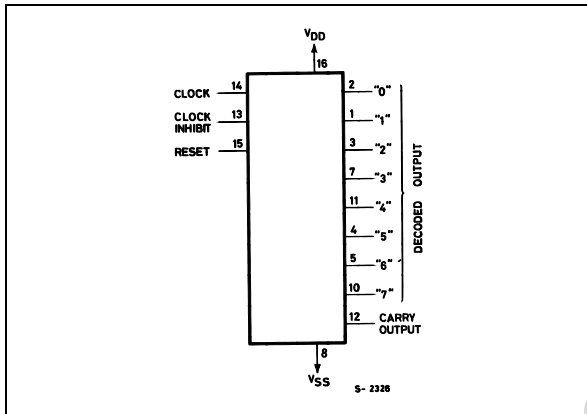 VDD
16
CLOCK 14
CLOCK INHIBIT 13
RESET 15
2 "0"
1 "1"
3 "2"
7 "3"
11 "4"
4 "5"
5 "6"
10 "7"
DECODED OUTPUT
12 CARRY OUTPUT
8
VSS
S- 2326